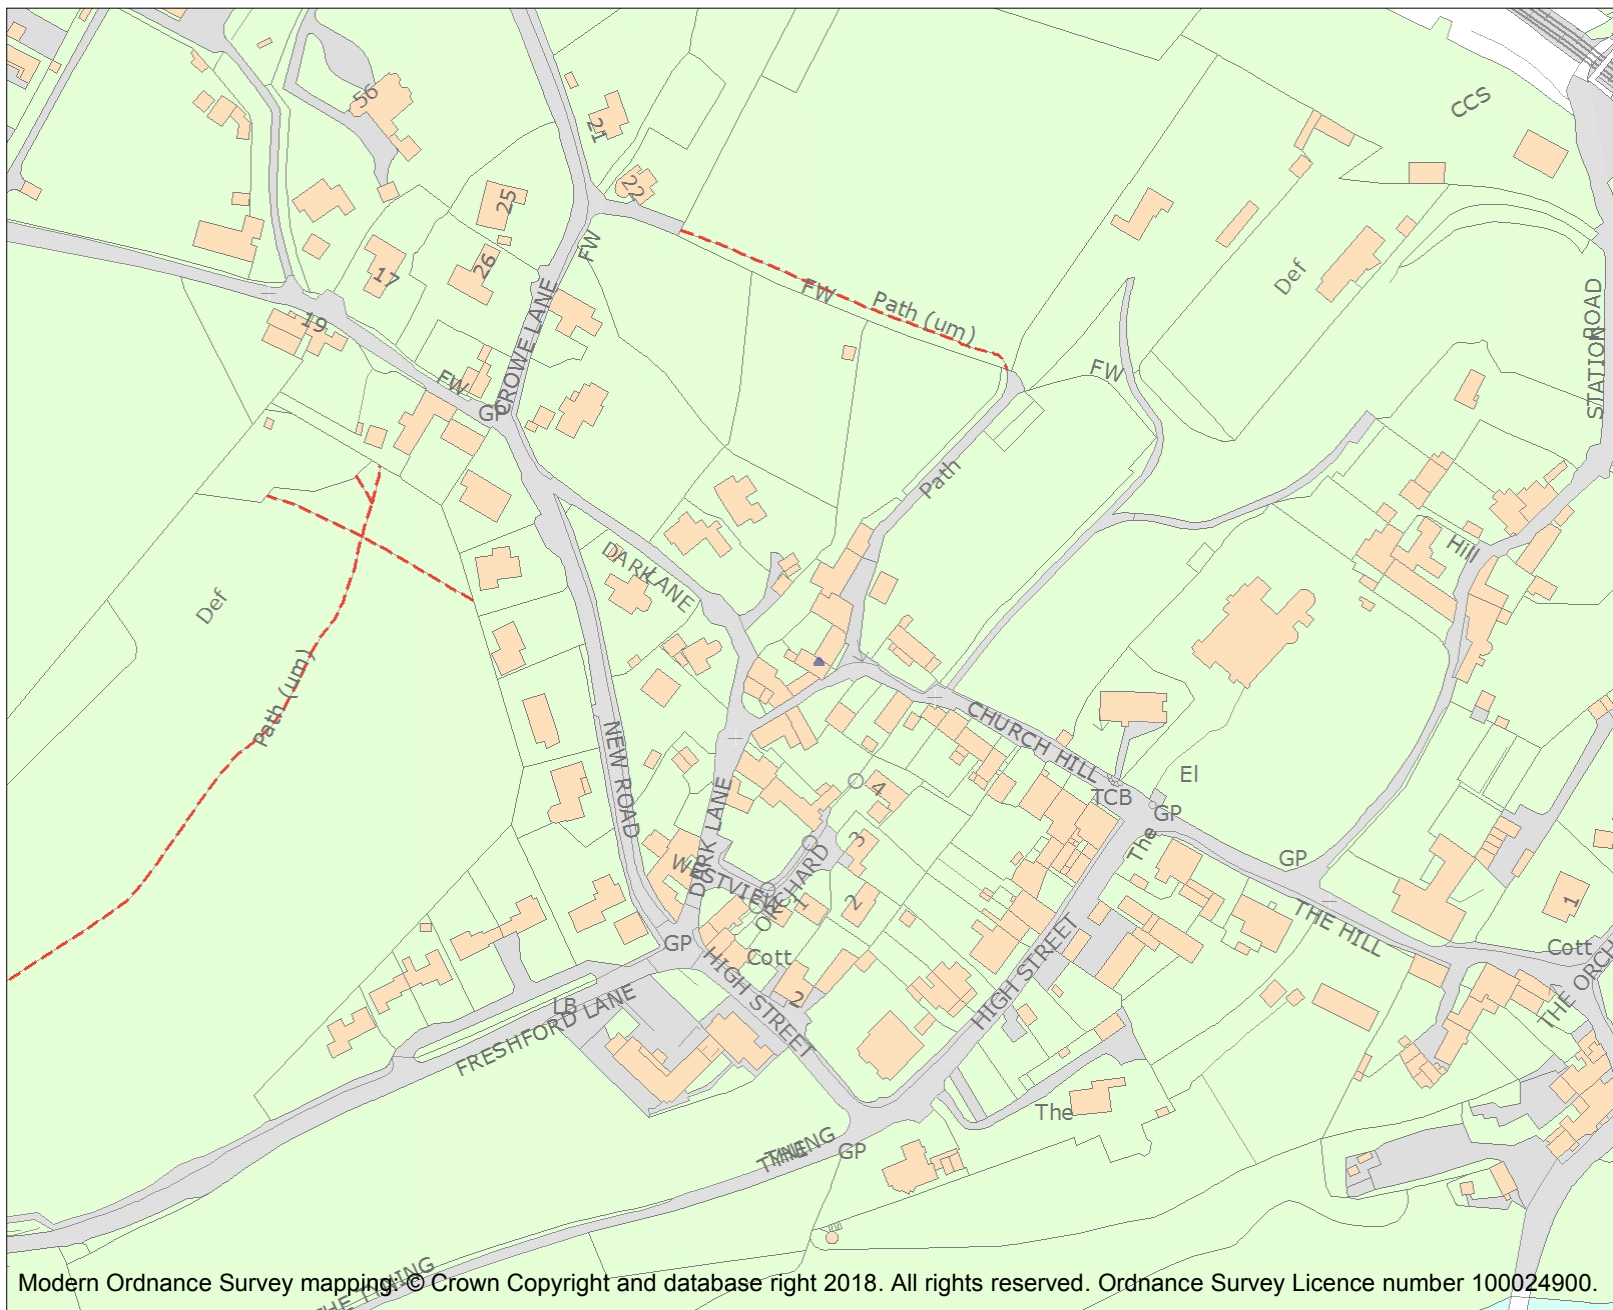 56
21
CCS
22
25
FW
17
26
Def
19
FW
Path (um)
STATION
ROAD
CROWE LANE
FW
FW
GP
Path
Hill
DARK
LANE
Def
Path (um)
CHURCH HILL
NEW ROAD
El
4
TCB
GP
DARK LANE
3
The
GP
WESTVIEW
ORCHARD
1
2
1
THE HILL
GP
Cott
HIGH STREET
Cott
HIGH STREET
2
THE ORCH
LB
FRESHFORD LANE
The
THE
TYNING
GP
THE TYNING
Modern Ordnance Survey mapping: © Crown Copyright and database right 2018. All rights reserved. Ordnance Survey Licence number 100024900.